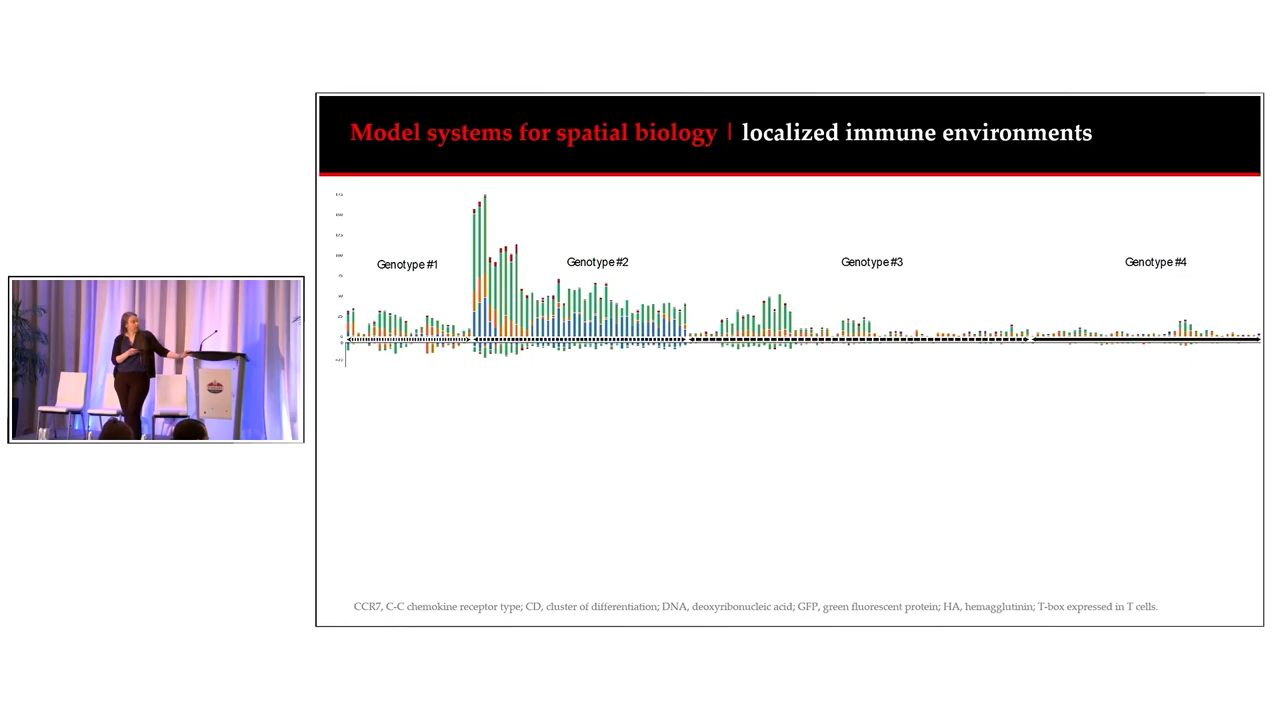 Model systems for spatial biology | localized immune environments
Genotype #1
Genotype #2
Genotype #3
Genotype #4
CCR7, C-C chemokine receptor type; CD, cluster of differentiation; DNA, deoxyribonucleic acid; GFP, green fluorescent protein; HA, hemagglutinin; T-box expressed in T cells.